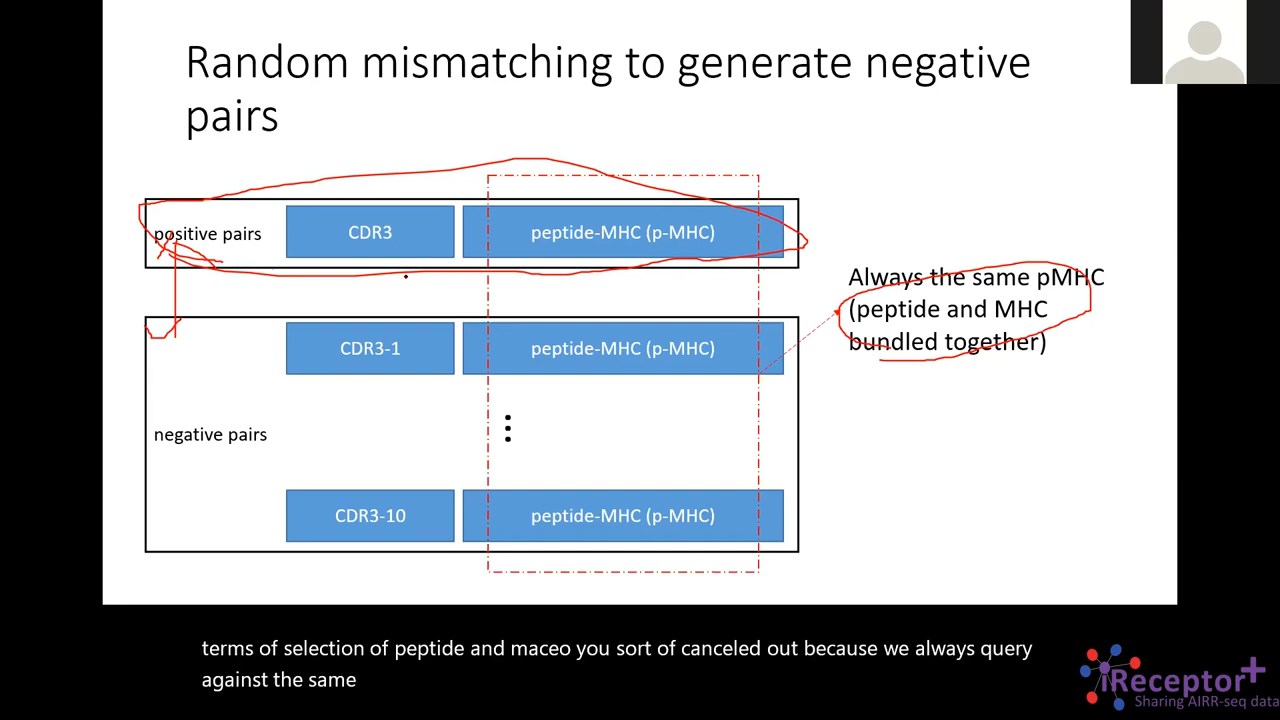 Random mismatching to generate negative
pairs
positive pairs
CDR3
peptide-MHC (p-MHC)
Always the same pMHC
(peptide and MHC
bundled together)
CDR3-1
peptide-MHC (p-MHC)
negative pairs
CDR3-10
peptide-MHC (p-MHC)
terms of selection of peptide and maceo you sort of canceled out because we always query
against the same
iReceptor+
Sharing AIRR-seq data